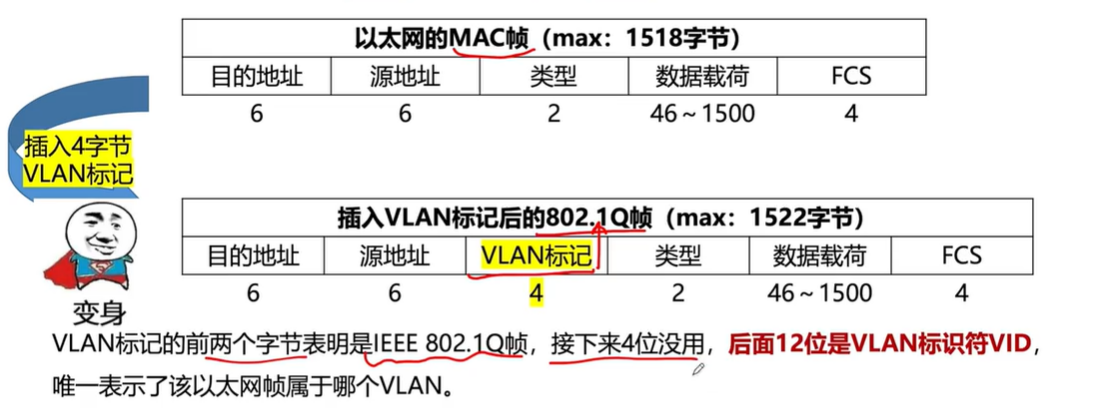 以太网的MAC帧（max：1518字节）
目的地址 源地址 类型 数据载荷 FCS
6 6 2 46～1500 4
插入4字节
VLAN标记
插入VLAN标记后的802.1Q帧（max：1522字节）
目的地址 源地址 VLAN标记 类型 数据载荷 FCS
6 6 4 2 46～1500 4
变身
VLAN标记的前两个字节表明是IEEE 802.1Q帧，接下来4位没用，后面12位是VLAN标识符VID，
唯一表示了该以太网帧属于哪个VLAN。